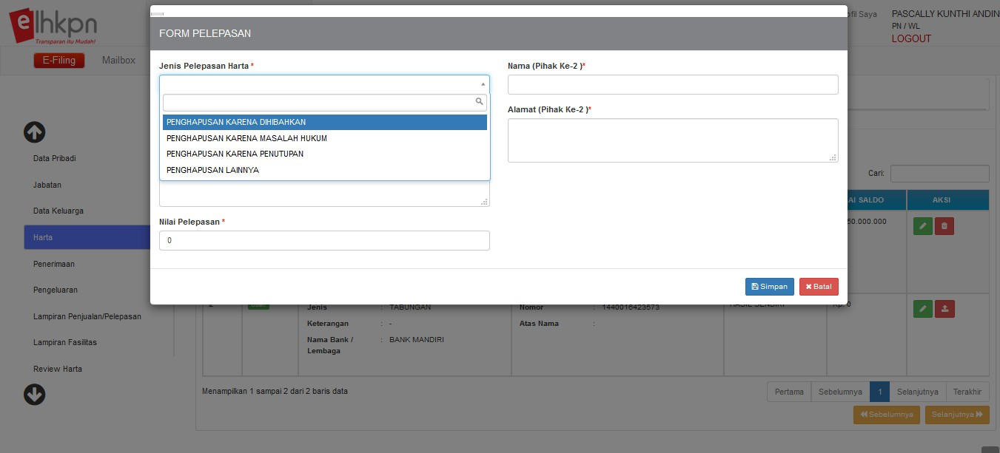 elhkpn
Transparan itu Mudah!
fil Saya
PASCALLY KUNTHI ANDIN
PN / WL
LOGOUT
E-Filing
Mailbox
FORM PELEPASAN
Jenis Pelepasan Harta *
Nama (Pihak Ke-2 )*
PENGHAPUSAN KARENA DIHIBAHKAN
PENGHAPUSAN KARENA MASALAH HUKUM
PENGHAPUSAN KARENA PENUTUPAN
PENGHAPUSAN LAINNYA
Alamat (Pihak Ke-2 )*
Nilai Pelepasan *
0
Simpan
Batal
Data Pribadi
Jabatan
Data Keluarga
Harta
Penerimaan
Pengeluaran
Lampiran Penjualan/Pelepasan
Lampiran Fasilitas
Review Harta
Cari:
AI SALDO
AKSI
50.000.000
2
Jenis : TABUNGAN
Keterangan : -
Nama Bank / : BANK MANDIRI
Lembaga
Nomor : 1440016423573
Atas Nama :
HASIL SENDIRI
Rp. 0
Menampilkan 1 sampai 2 dari 2 baris data
Pertama
Sebelumnya
1
Selanjutnya
Terakhir
Sebelumnya
Selanjutnya